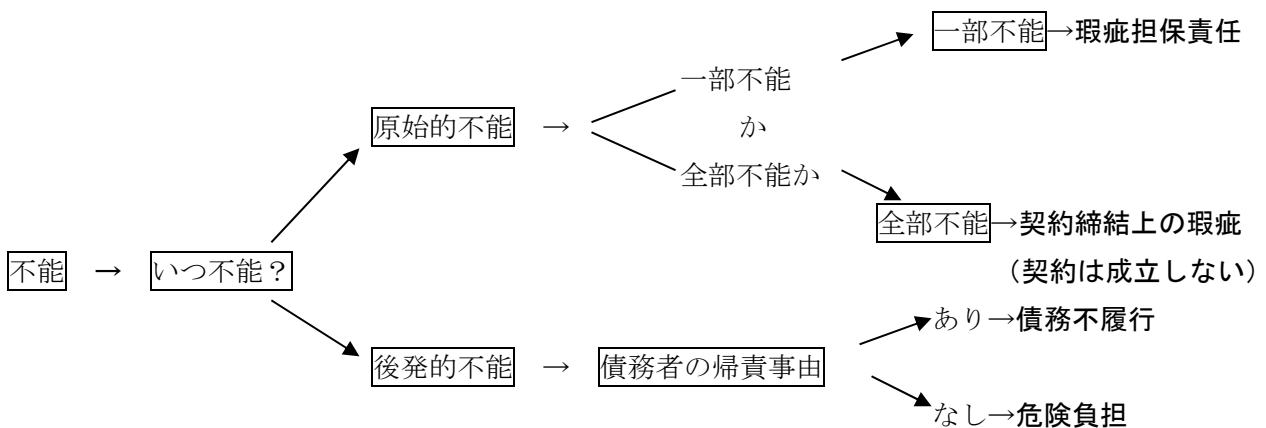 一部不能→瑕疵担保責任
一部不能
原始的不能 → か
全部不能か
全部不能→契約締結上の瑕疵
不能 → いつ不能？ （契約は成立しない）
あり→債務不履行
後発的不能 → 債務者の帰責事由
なし→危険負担